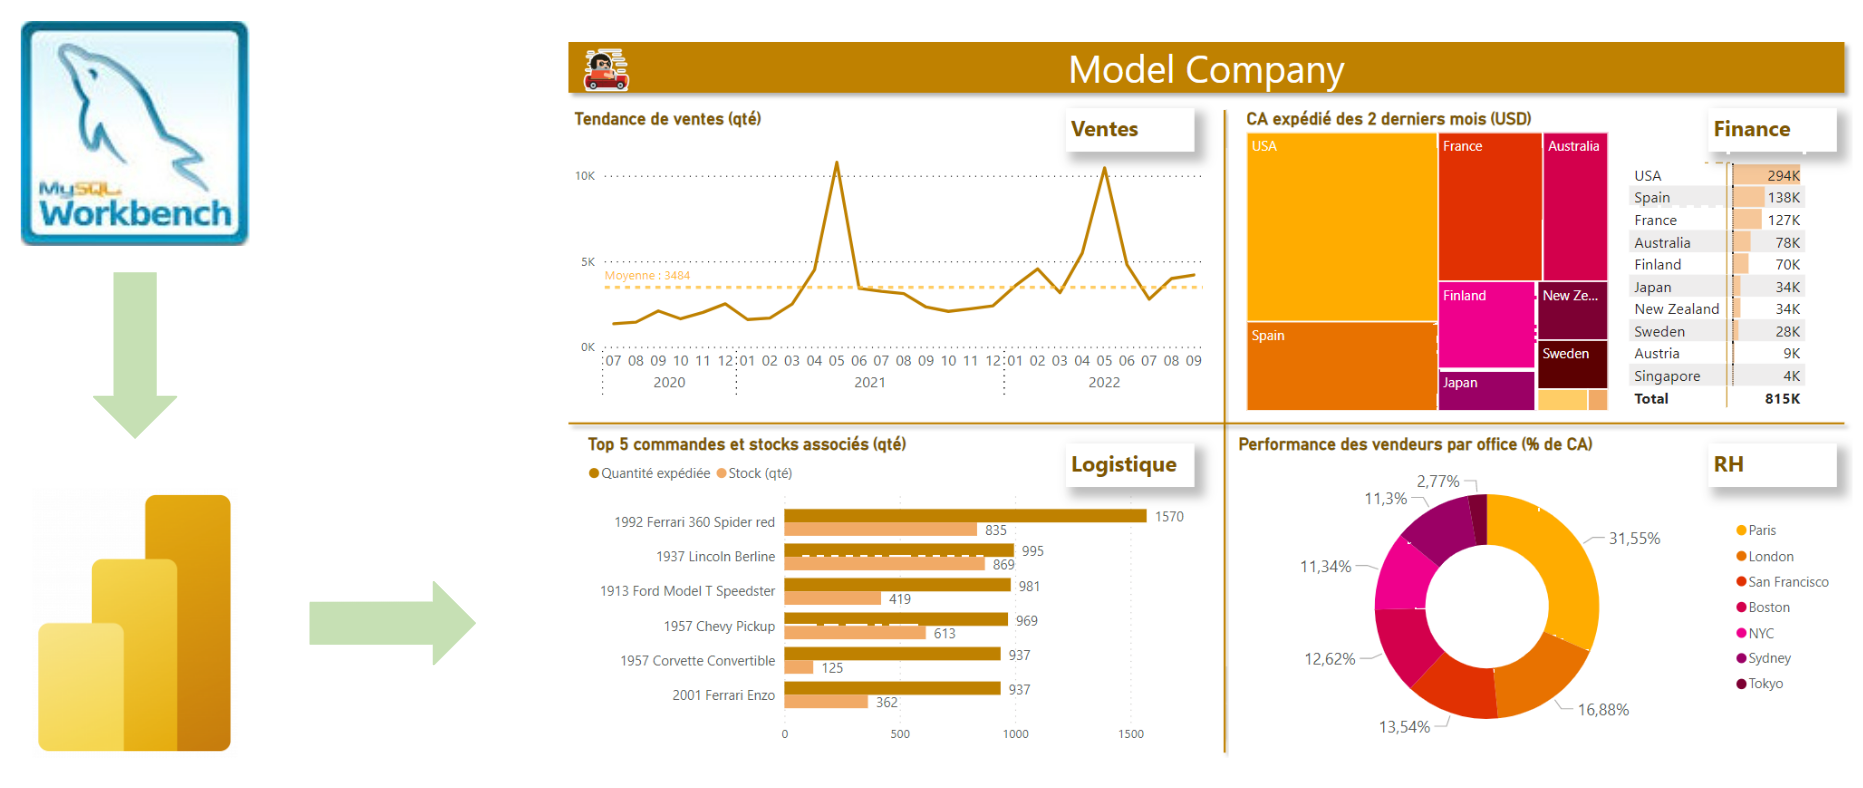 MySQL
Workbench
Model Company
Tendance de ventes (qté)
Ventes
10K
5K
0K
Moyenne : 3484
07 08 09 10 11 12 01 02 03 04 05 06 07 08 09 10 11 12 01 02 03 04 05 06 07 08 09
2020 2021 2022
CA expédié des 2 derniers mois (USD)
Finance
USA
France
Australia
Spain
Finland
New Ze...
Sweden
Japan
USA 294K
Spain 138K
France 127K
Australia 78K
Finland 70K
Japan 34K
New Zealand 34K
Sweden 28K
Austria 9K
Singapore 4K
Total 815K
Top 5 commandes et stocks associés (qté)
Logistique
Quantité expédiée Stock (qté)
1992 Ferrari 360 Spider red 1570
835
1937 Lincoln Berline 995
869
1913 Ford Model T Speedster 981
419
1957 Chevy Pickup 969
613
1957 Corvette Convertible 937
125
2001 Ferrari Enzo 937
362
0 500 1000 1500
Performance des vendeurs par office (% de CA)
RH
2,77%
11,3%
31,55%
11,34%
12,62%
16,88%
13,54%
Paris
London
San Francisco
Boston
NYC
Sydney
Tokyo